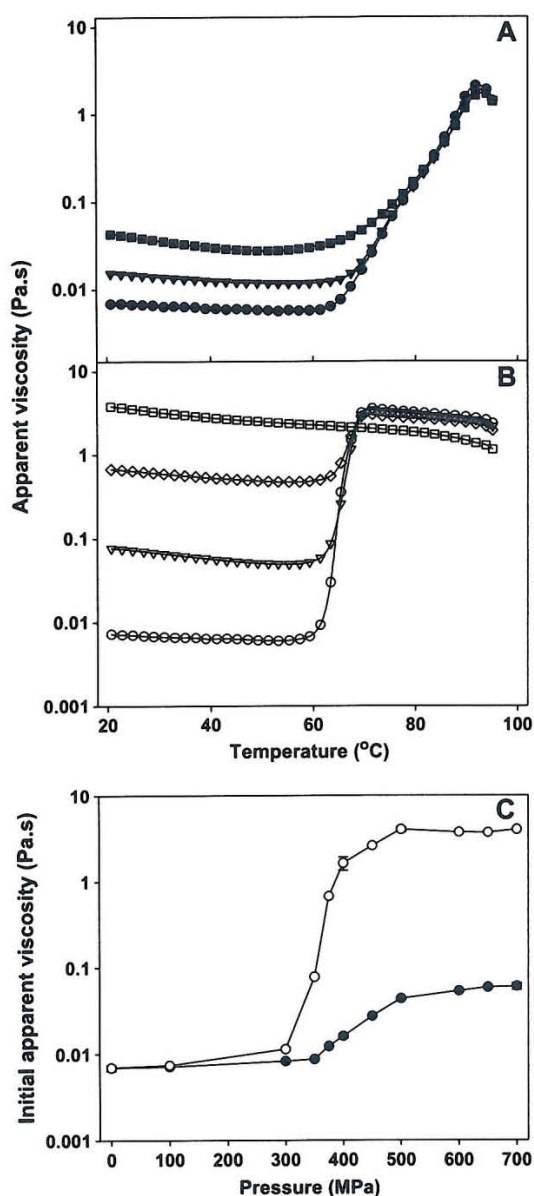 A
10
1
0.1
0.01
Apparent viscosity (Pa.s)
B
10
1
0.1
0.01
0.001
20 40 60 80 100
Temperature (°C)
C
10
1
0.1
0.01
0.001
Initial apparent viscosity (Pa.s)
0 100 200 300 400 500 600 700
Pressure (MPa)